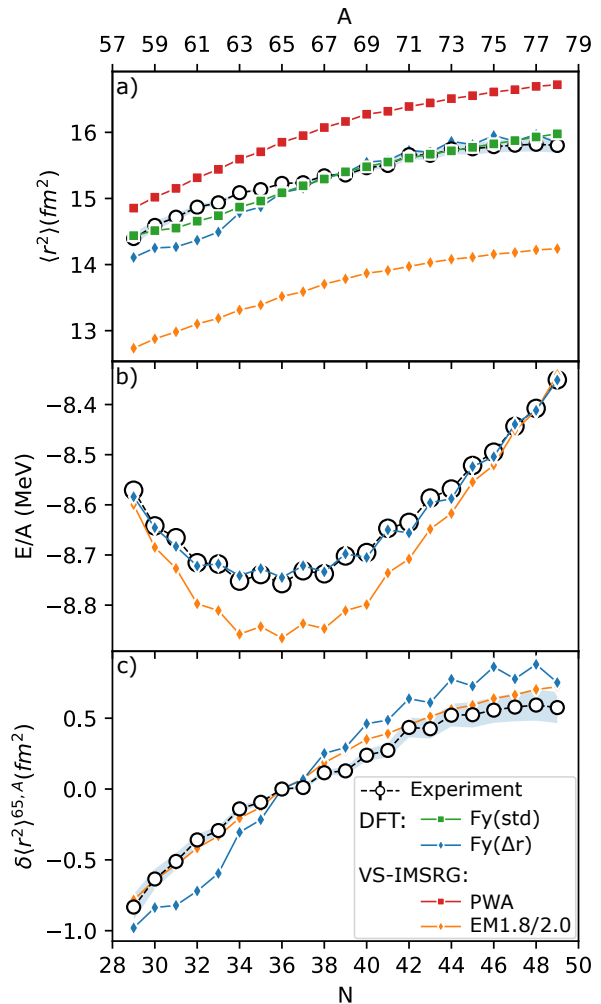 A
57 59 61 63 65 67 69 71 73 75 77 79
a)
16
15
14
13
⟨r²⟩(fm²)
b)
−8.4
−8.5
−8.6
−8.7
−8.8
E/A (MeV)
c)
0.5
0.0
−0.5
−1.0
δ⟨r²⟩⁶⁵,ᴬ(fm²)
Experiment
DFT:
Fy(std)
Fy(Δr)
VS-IMSRG:
PWA
EM1.8/2.0
28 30 32 34 36 38 40 42 44 46 48 50
N